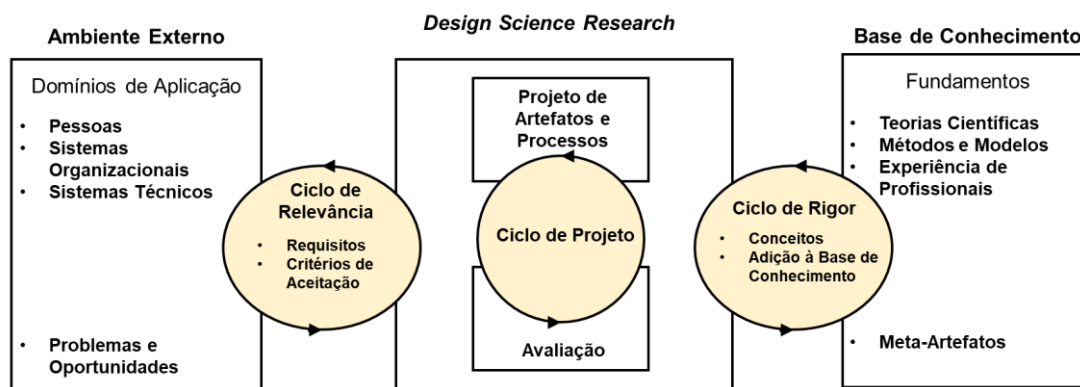 Design Science Research
Ambiente Externo
Base de Conhecimento
Domínios de Aplicação
• Pessoas
• Sistemas
Organizacionais
• Sistemas Técnicos
• Problemas e
Oportunidades
Ciclo de
Relevância
• Requisitos
• Critérios de
Aceitação
Projeto de
Artefatos e
Processos
Ciclo de Projeto
Avaliação
Ciclo de Rigor
• Conceitos
• Adição à Base de
Conhecimento
Fundamentos
• Teorias Científicas
• Métodos e Modelos
• Experiência de
Profissionais
• Meta-Artefatos